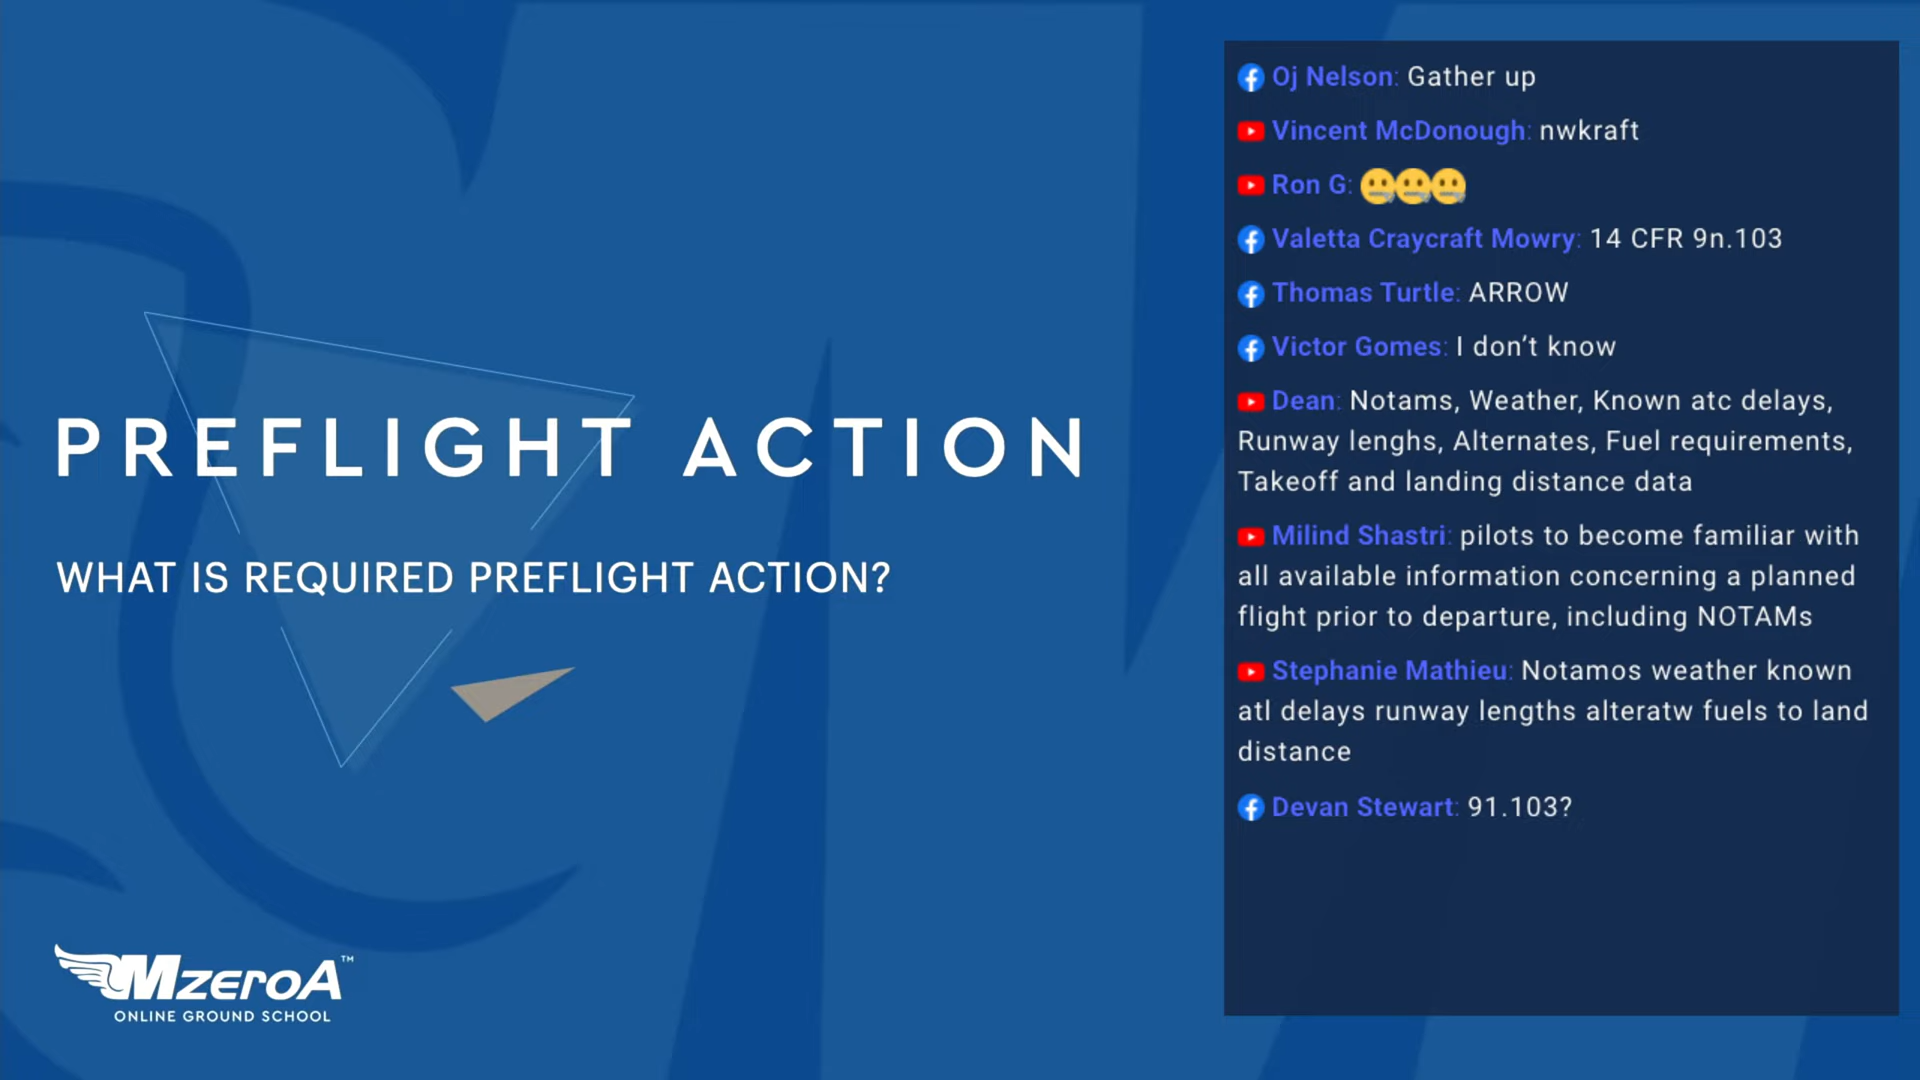 PREFLIGHT ACTION
WHAT IS REQUIRED PREFLIGHT ACTION?
MzeroA™
ONLINE GROUND SCHOOL
Oj Nelson: Gather up
Vincent McDonough: nwkraft
Ron G: 🤐🤐🤐
Valetta Craycraft Mowry: 14 CFR 9n.103
Thomas Turtle: ARROW
Victor Gomes: I don’t know
Dean: Notams, Weather, Known atc delays,
Runway lenghs, Alternates, Fuel requirements,
Takeoff and landing distance data
Milind Shastri: pilots to become familiar with
all available information concerning a planned
flight prior to departure, including NOTAMs
Stephanie Mathieu: Notamos weather known
atl delays runway lengths alteratw fuels to land
distance
Devan Stewart: 91.103?